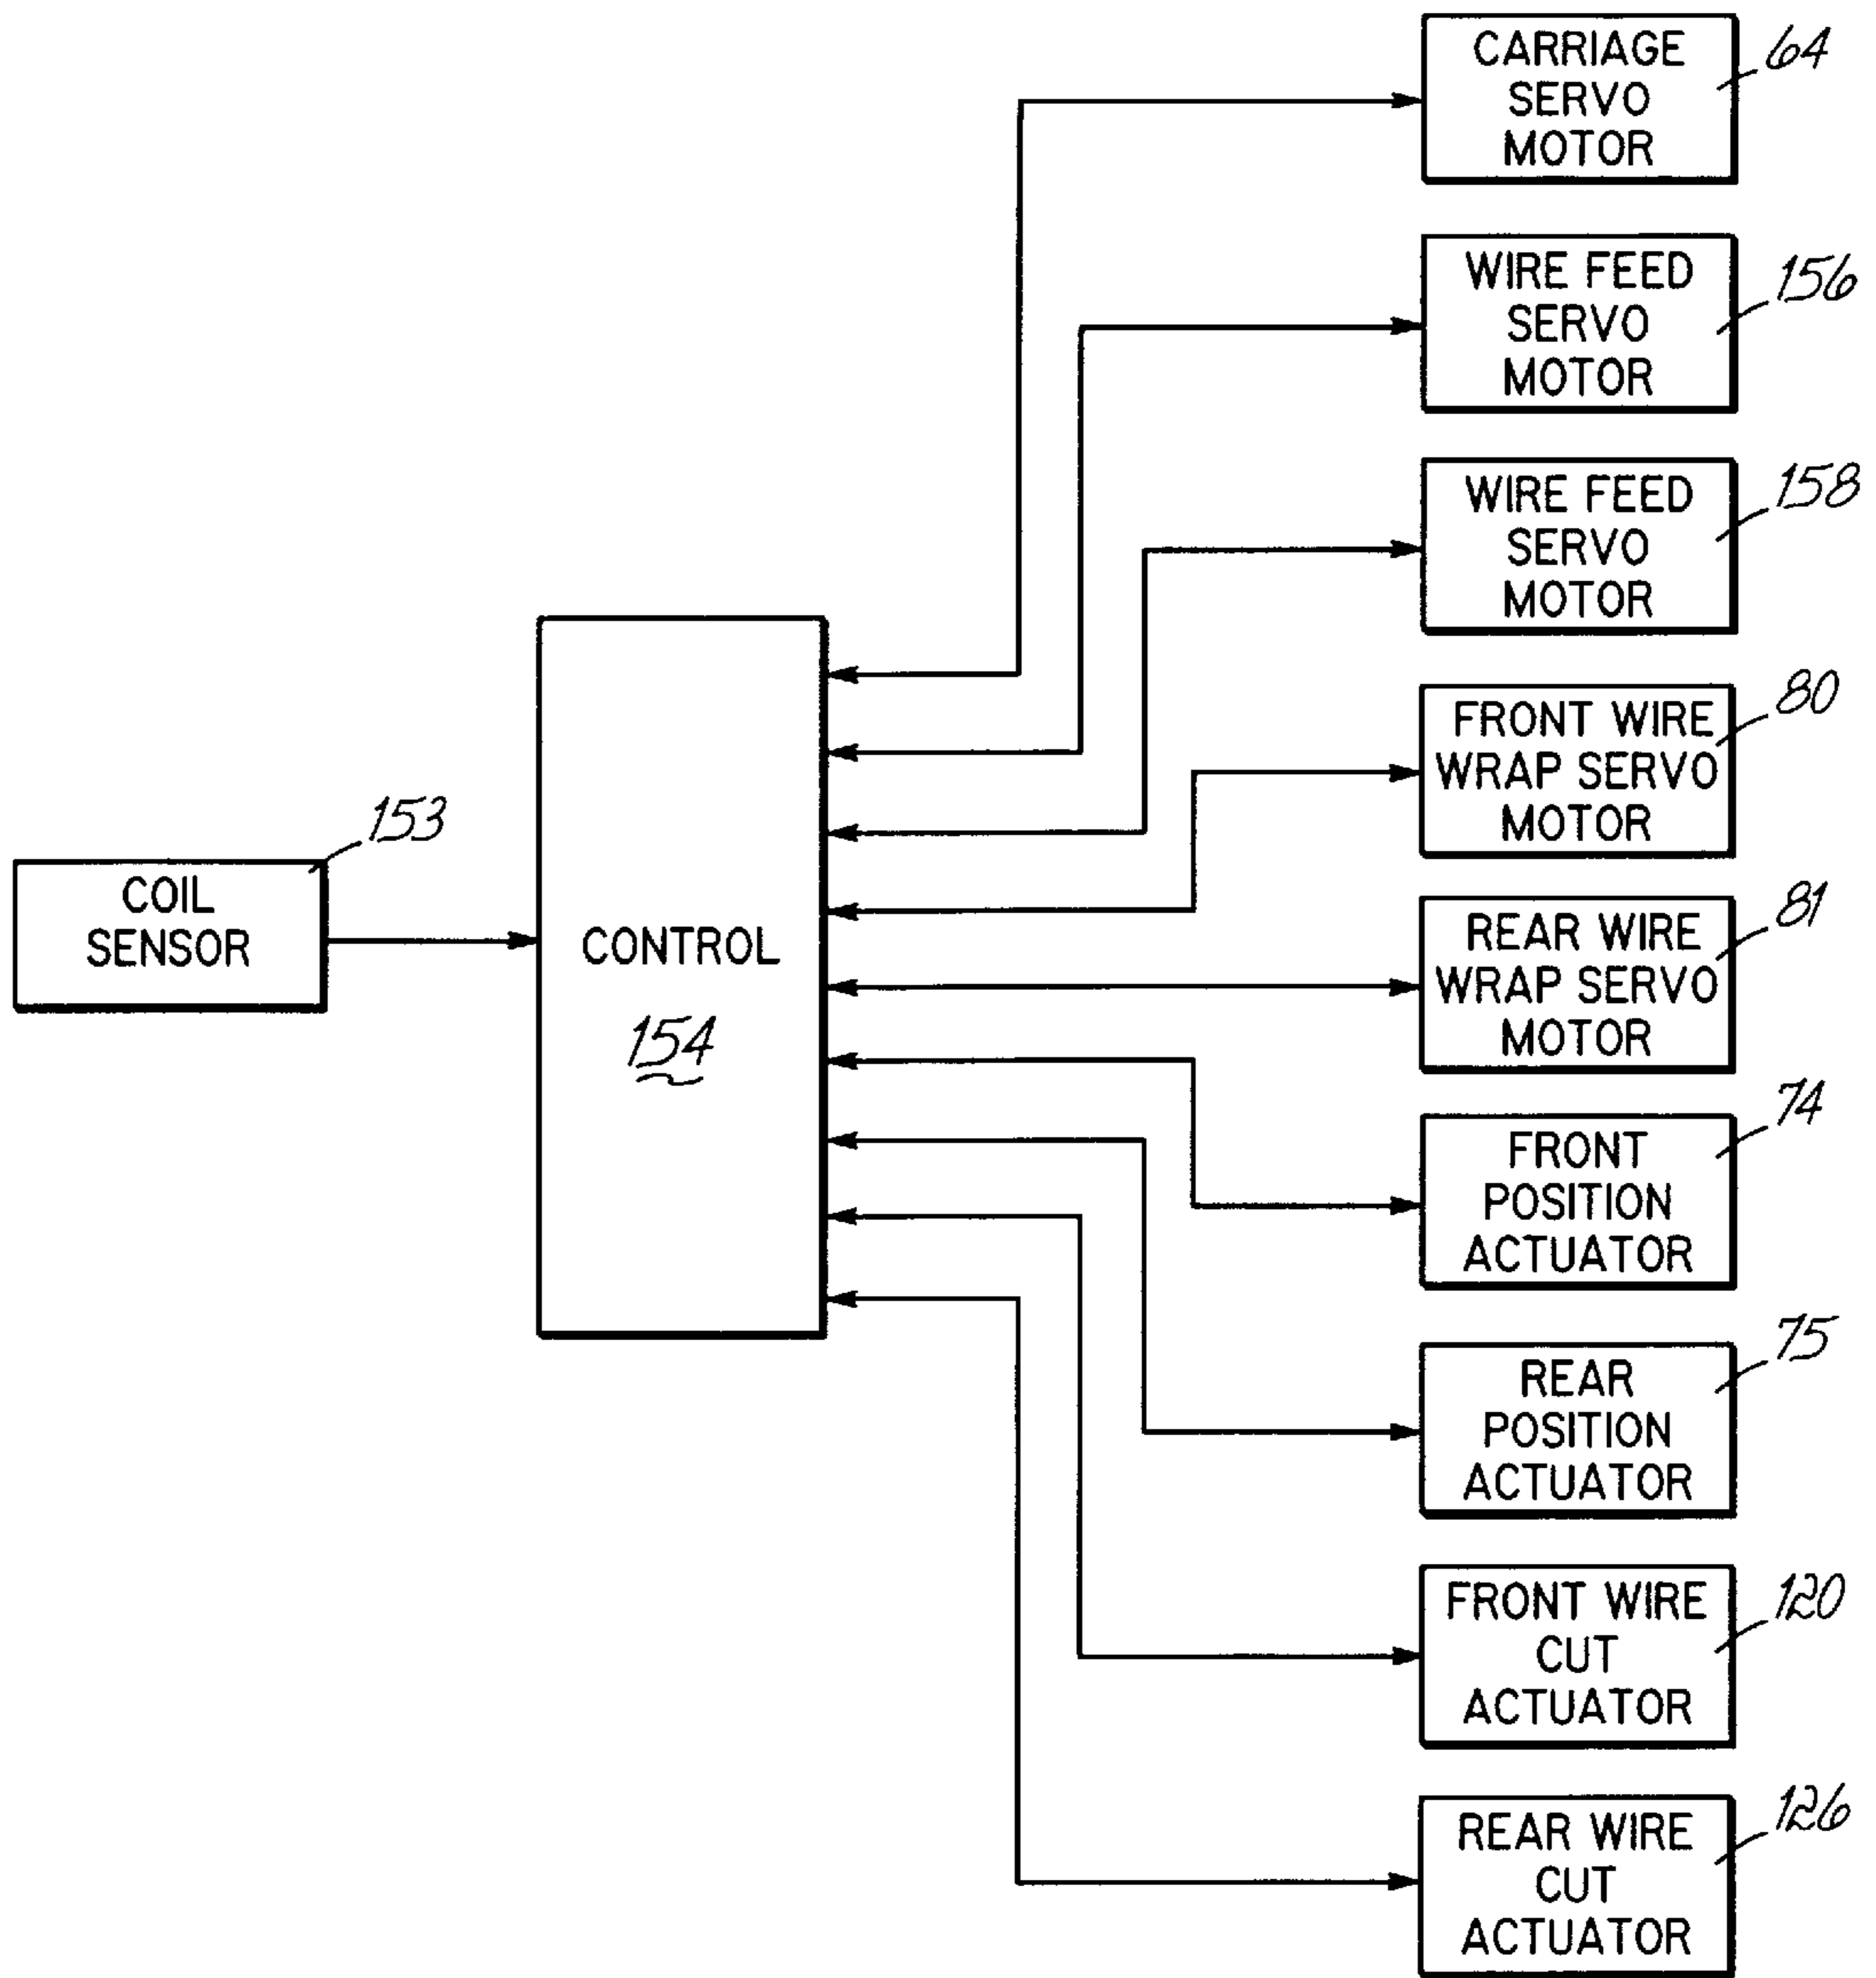 CARRIAGE
SERVO
MOTOR
64
WIRE FEED
SERVO
MOTOR
156
WIRE FEED
SERVO
MOTOR
158
FRONT WIRE
WRAP SERVO
MOTOR
80
COIL
SENSOR
153
CONTROL
154
REAR WIRE
WRAP SERVO
MOTOR
81
FRONT
POSITION
ACTUATOR
74
REAR
POSITION
ACTUATOR
75
FRONT WIRE
CUT
ACTUATOR
120
REAR WIRE
CUT
ACTUATOR
126